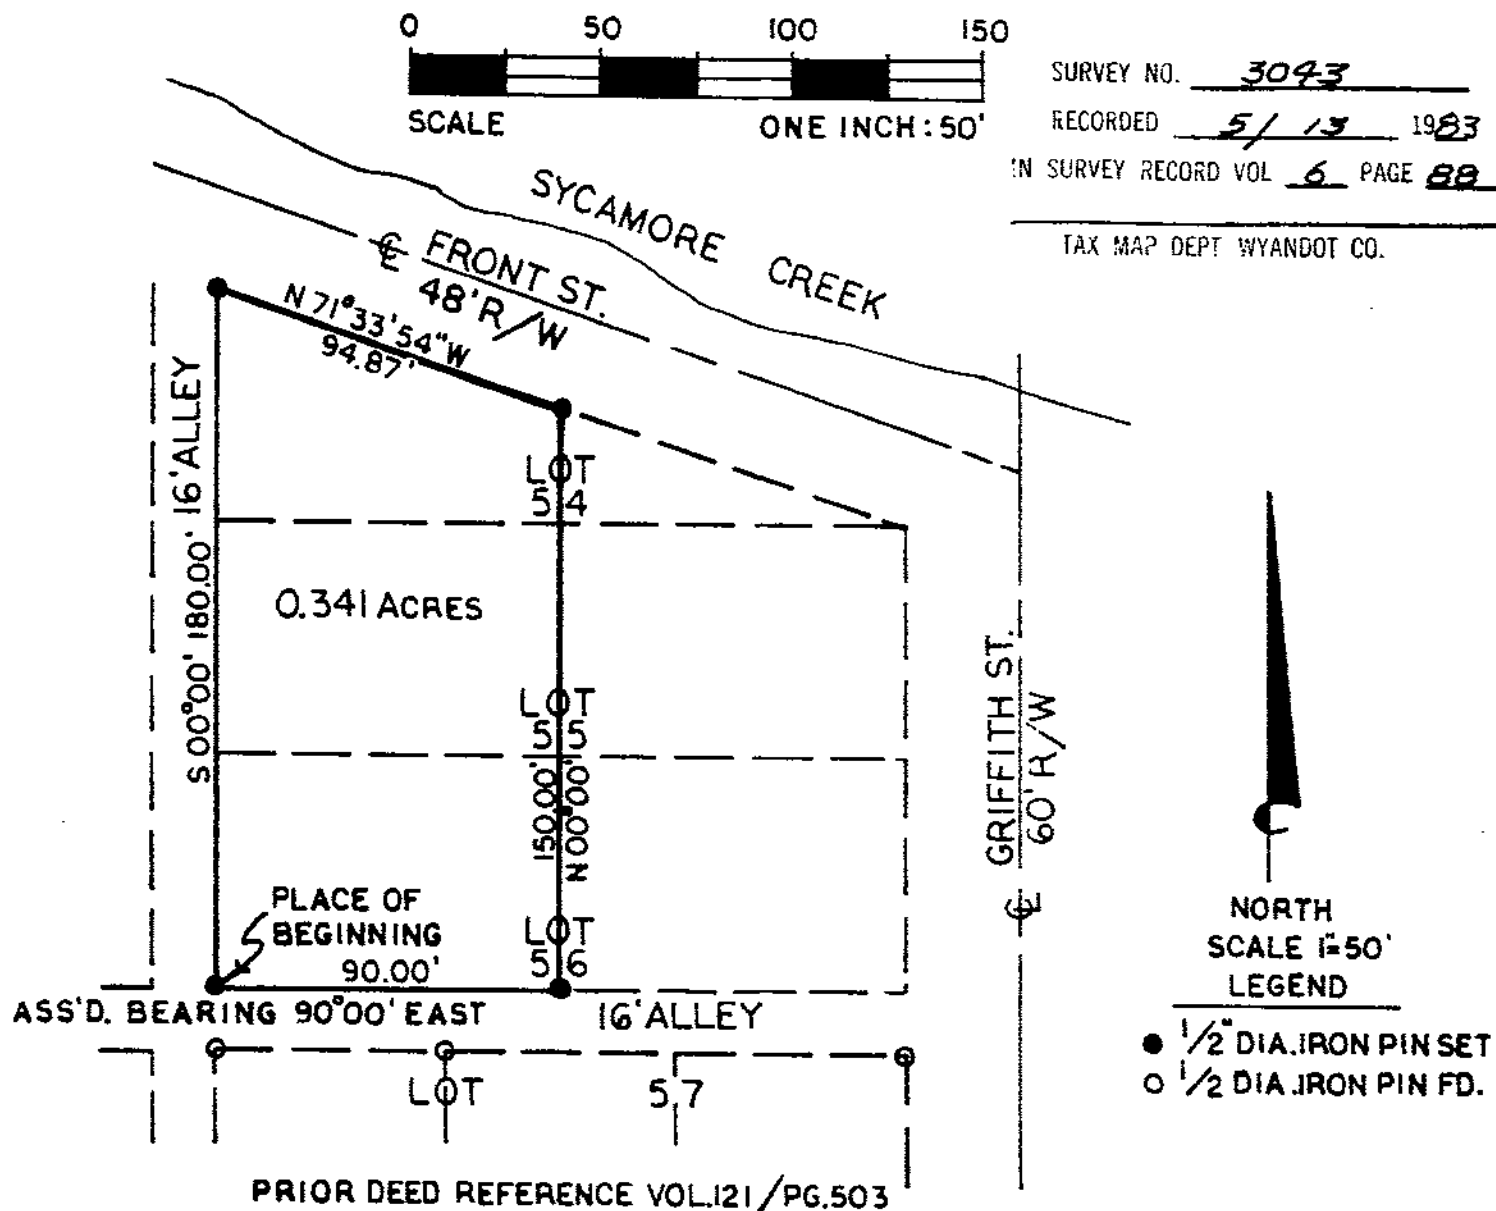 0 50 100 150
SCALE ONE INCH : 50'
SURVEY NO. 3043
RECORDED 5/13 1983
IN SURVEY RECORD VOL 6 PAGE 88
TAX MAP DEPT WYANDOT CO.
SYCAMORE CREEK
℄ FRONT ST.
48' R/W
N 71°33'54" W
94.87'
16' ALLEY
S 00°00' 180.00'
LOT
54
0.341 ACRES
LOT
55
150.00'
N 00°00'
GRIFFITH ST.
60' R/W
℄
PLACE OF
BEGINNING
90.00'
LOT
56
ASS'D. BEARING 90°00' EAST
16' ALLEY
LOT 57
NORTH
SCALE 1"=50'
LEGEND
● 1/2" DIA. IRON PIN SET
○ 1/2 DIA. IRON PIN FD.
PRIOR DEED REFERENCE VOL.121/PG.503